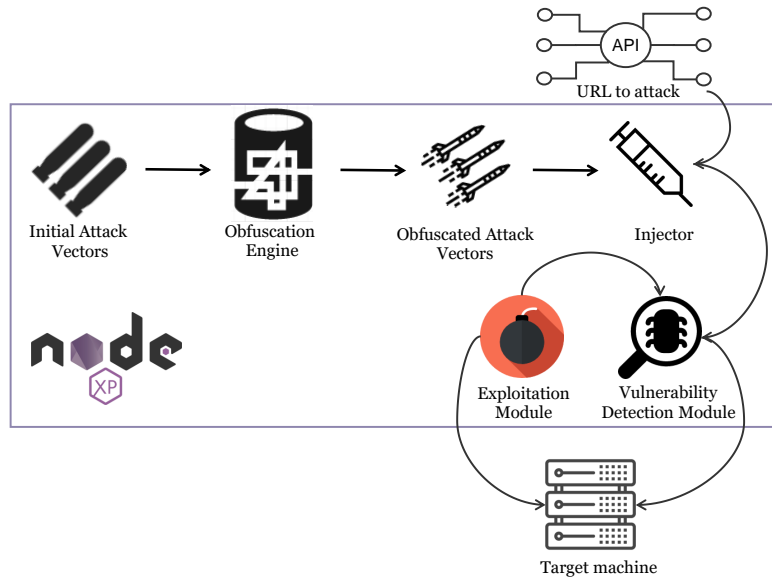 API
URL to attack
Initial Attack
Vectors
Obfuscation
Engine
Obfuscated Attack
Vectors
Injector
node
XP
Exploitation
Module
Vulnerability
Detection Module
Target machine